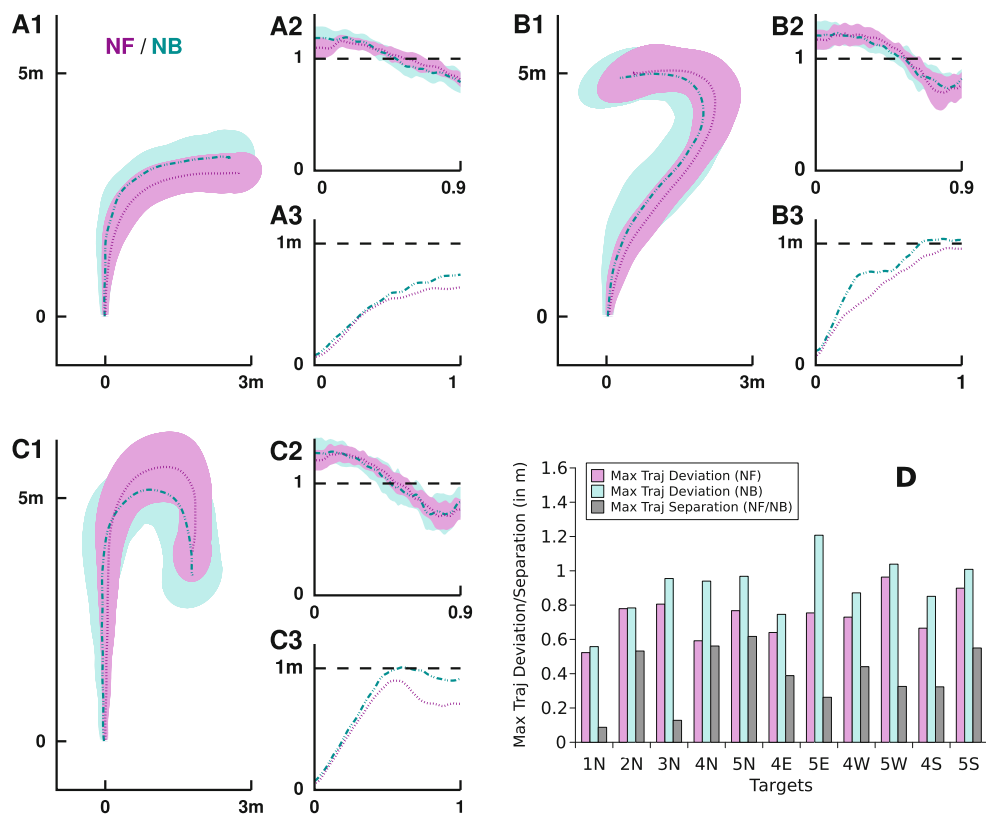 A1
NF / NB
5m
0
0
3m
A2
1
0
0
0.9
A3
1m
0
0
1
B1
5m
0
0
3m
B2
1
0
0
0.9
B3
1m
0
0
1
C1
5m
0
0
3m
C2
1
0
0
0.9
C3
1m
0
0
1
D
Max Traj Deviation (NF)
Max Traj Deviation (NB)
Max Traj Separation (NF/NB)
Max Traj Deviation/Separation (in m)
1.6
1.4
1.2
1
0.8
0.6
0.4
0.2
0
1N 2N 3N 4N 5N 4E 5E 4W 5W 4S 5S
Targets